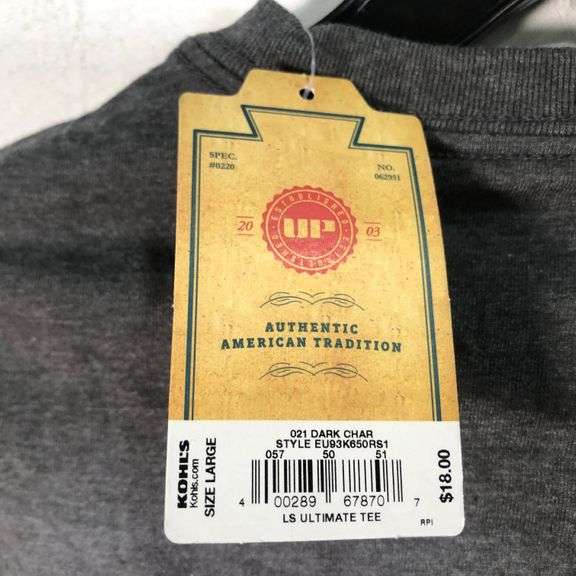 SPEC.
#0220
NO.
062951
ESTABLISHED
20 UP 03
AUTHENTIC
AMERICAN TRADITION
021 DARK CHAR
STYLE EU93K650RS1
057 50 51
4 00289 67870 7
LS ULTIMATE TEE
RPI
KOHL'S
Kohls.com
SIZE LARGE
$18.00